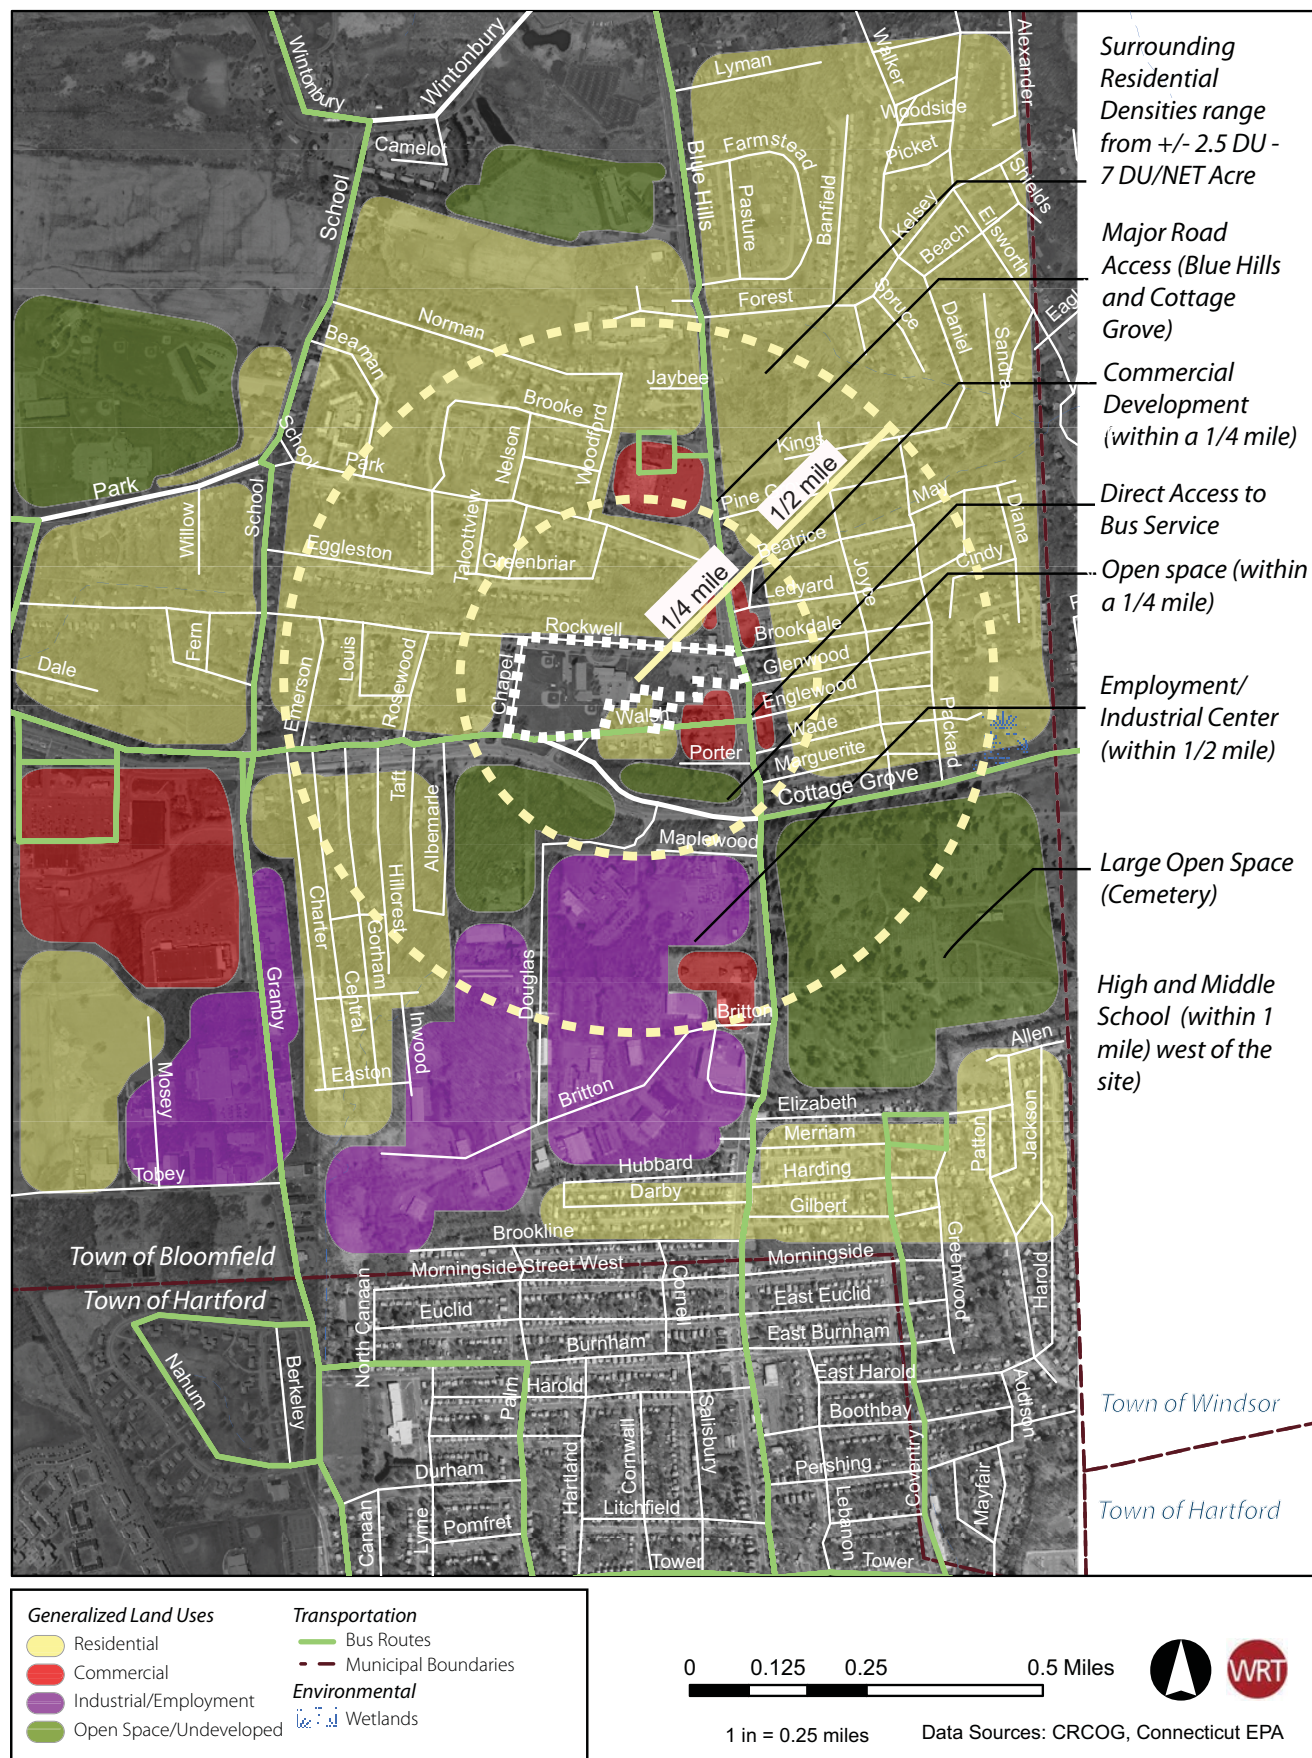 Wintonbury
Wintonbury
Camelot
School
Lyman
Walker
Alexander
Woodside
Picket
Farmstead
Blue Hills
Pasture
Banfield
Shields
Kelsey
Beach
Ellsworth
Forest
Spruce
Daniel
Sandra
Norman
Beaman
Jaybee
Brooke
Nelson
Woodford
School
Park
Park
Kings
1/2 mile
May
Diana
Beatrice
Cindy
Willow
School
Eggleston
Talcottview
Greenbriar
1/4 mile
Ledyard
Joyce
Rockwell
Brookdale
Glenwood
Englewood
Fern
Dale
Emerson
Louis
Rosewood
Chapel
Walsh
Wade
Packard
Porter
Marguerite
Cottage Grove
Taft
Albemarle
Maplewood
Charter
Hillcrest
Gorham
Central
Granby
Douglas
Inwood
Britton
Allen
Easton
Mosey
Britton
Elizabeth
Merriam
Patton
Jackson
Tobey
Hubbard
Harding
Darby
Gilbert
Brookline
Greenwood
Harold
Town of Bloomfield
Morningside Street West
Morningside
Town of Hartford
North Canaan
Euclid
Cornell
East Euclid
Burnham
East Burnham
Nahum
Berkeley
Palm
Harold
Salisbury
East Harold
Addison
Boothbay
Durham
Hartland
Cornwall
Pershing
Coventry
Mayfair
Canaan
Lyme
Pomfret
Litchfield
Lebanon
Tower
Tower
Surrounding
Residential
Densities range
from +/- 2.5 DU -
7 DU/NET Acre
Major Road
Access (Blue Hills
and Cottage
Grove)
Commercial
Development
(within a 1/4 mile)
Direct Access to
Bus Service
Open space (within
a 1/4 mile)
Employment/
Industrial Center
(within 1/2 mile)
Large Open Space
(Cemetery)
High and Middle
School (within 1
mile) west of the
site)
Town of Windsor
Town of Hartford
Generalized Land Uses
Residential
Commercial
Industrial/Employment
Open Space/Undeveloped
Transportation
Bus Routes
Municipal Boundaries
Environmental
Wetlands
0 0.125 0.25 0.5 Miles
1 in = 0.25 miles
WRT
Data Sources: CRCOG, Connecticut EPA